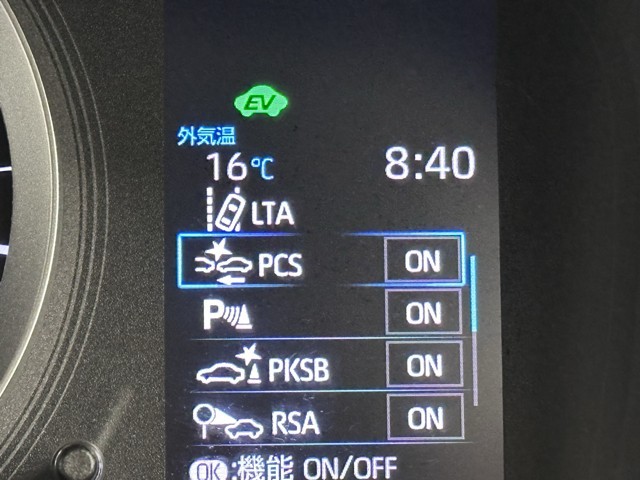 EV
外気温
16℃ 8:40
LTA
PCS ON
P ON
PKSB ON
RSA ON
OK:機能 ON/OFF